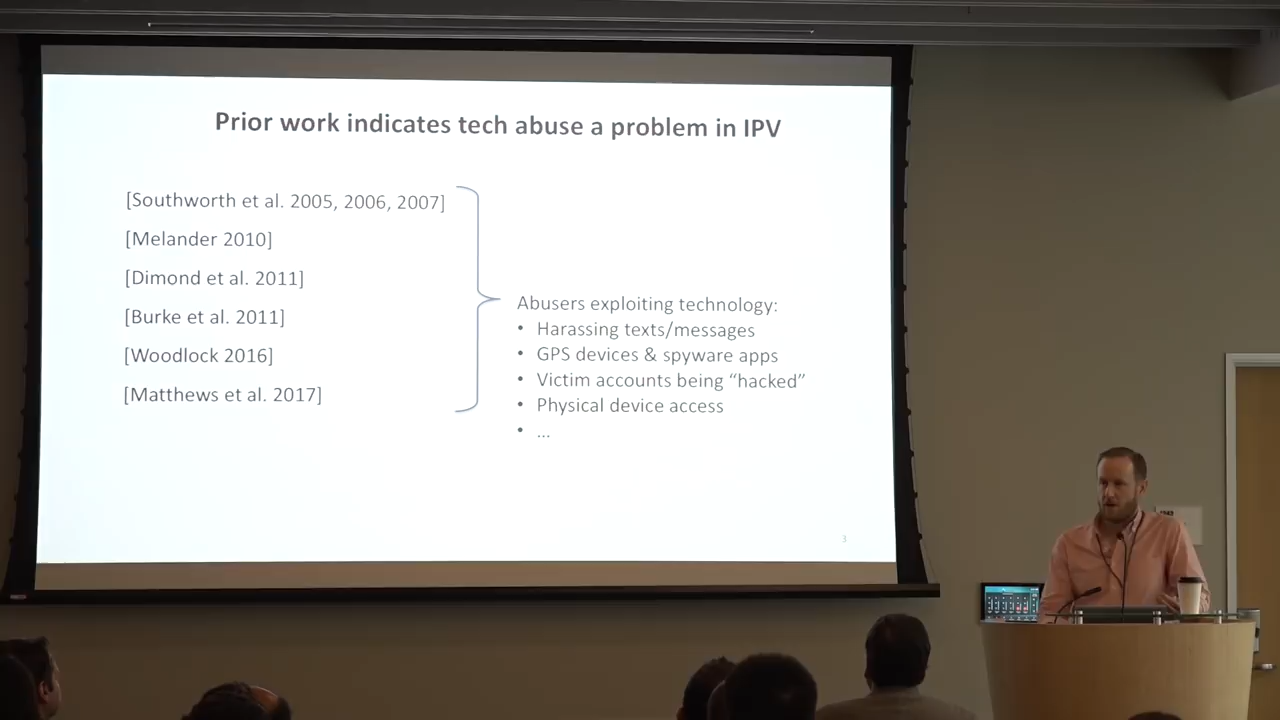 Prior work indicates tech abuse a problem in IPV
[Southworth et al. 2005, 2006, 2007]
[Melander 2010]
[Dimond et al. 2011]
[Burke et al. 2011]
[Woodlock 2016]
[Matthews et al. 2017]
Abusers exploiting technology:
• Harassing texts/messages
• GPS devices & spyware apps
• Victim accounts being “hacked”
• Physical device access
• ...
3